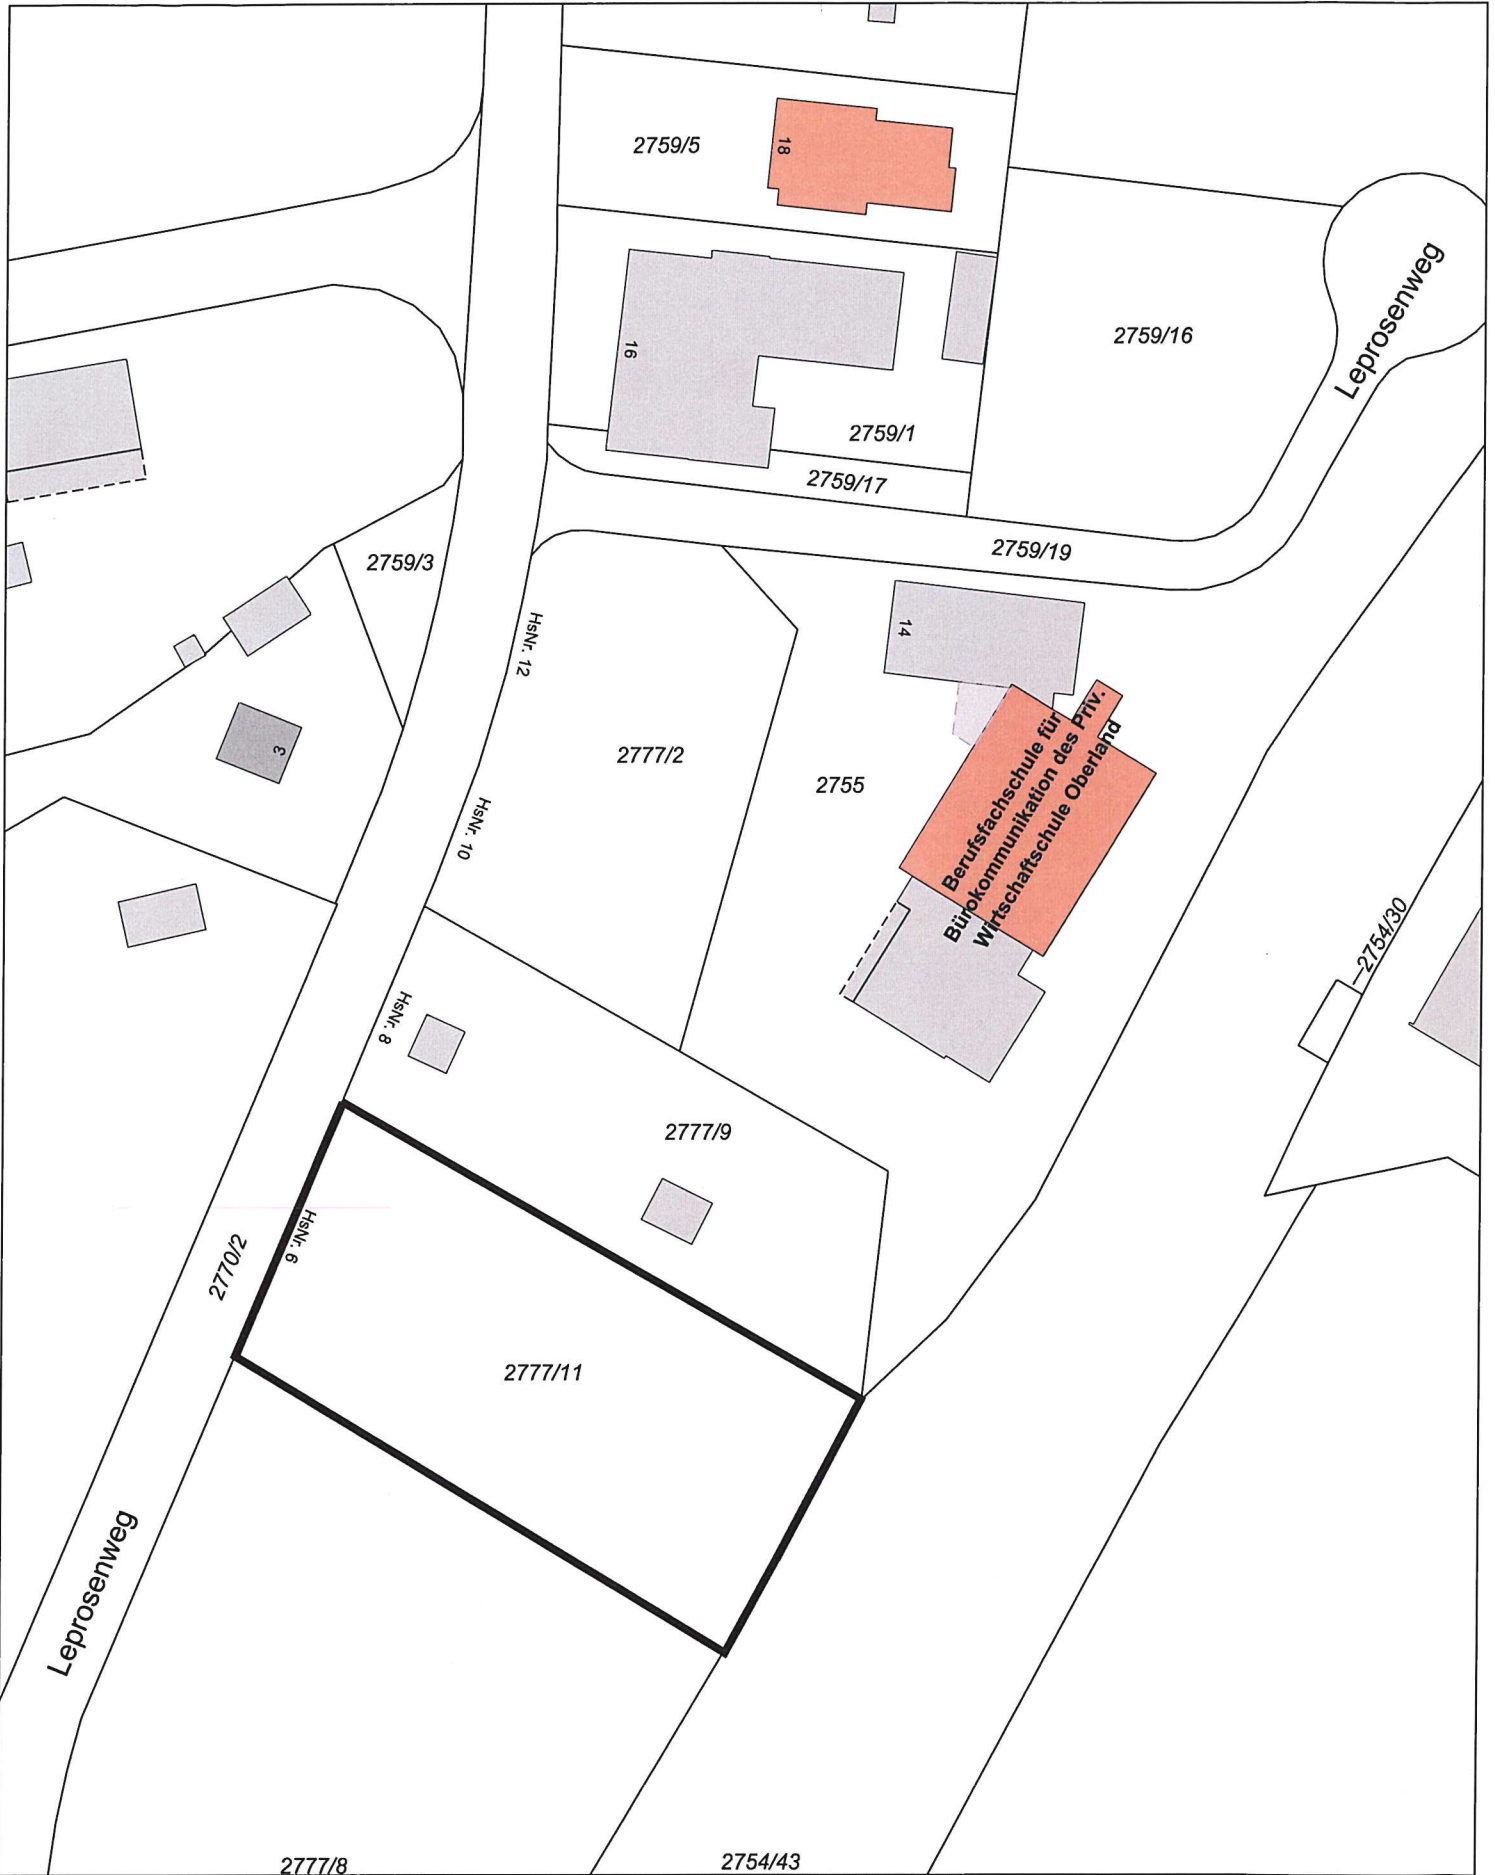 2759/5
18
Leprosenweg
2759/16
16
2759/1
2759/17
2759/19
2759/3
HsNr. 12
14
2777/2
2755
Berufsfachschule für
Bürokommunikation des Priv.
Wirtschaftschule Oberland
3
HsNr. 10
2754/30
HsNr. 8
2777/9
HsNr. 6
2770/2
2777/11
Leprosenweg
2777/8
2754/43